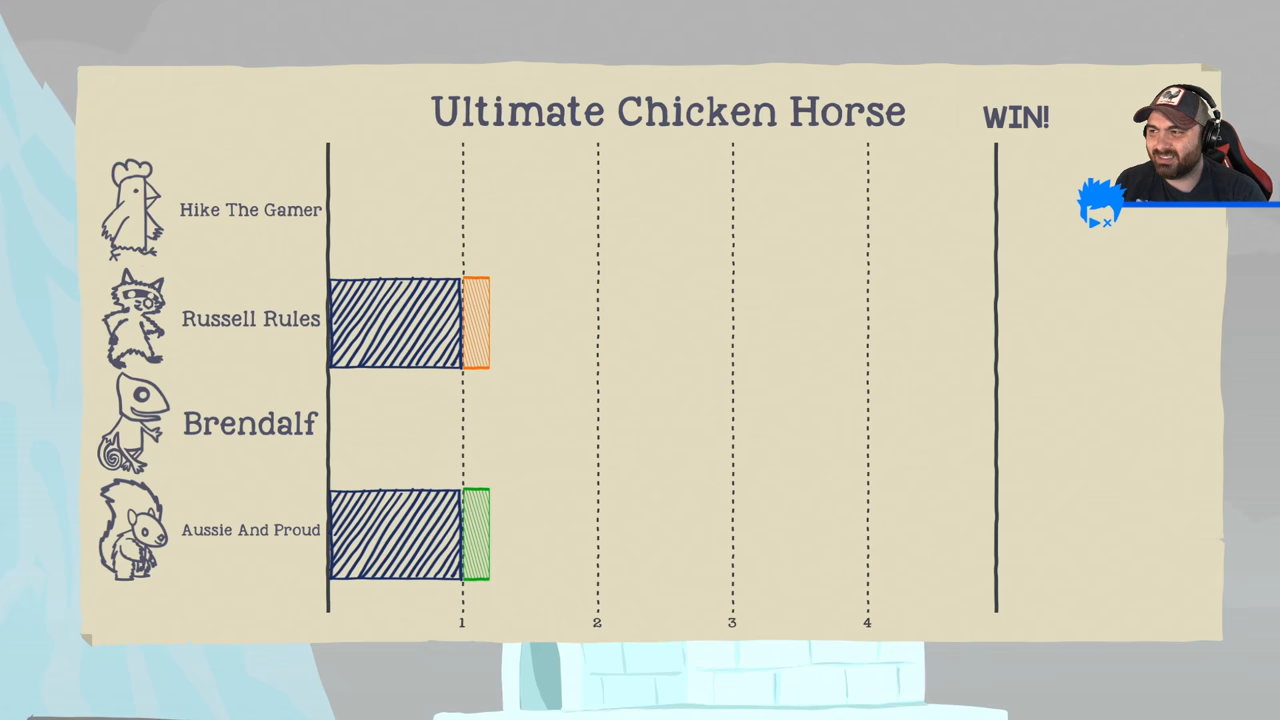 Ultimate Chicken Horse
WIN!
Hike The Gamer
Russell Rules
Brendalf
Aussie And Proud
1 2 3 4